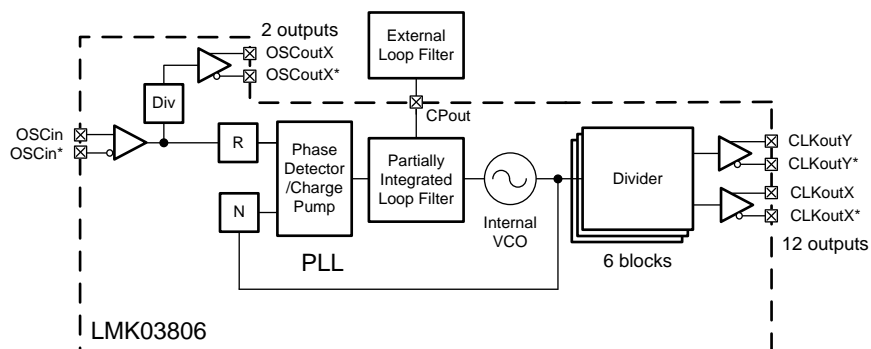 2 outputs
OSCoutX
OSCoutX*
Div
External
Loop Filter
CPout
OSCin
OSCin*
R
N
Phase
Detector
/Charge
Pump
Partially
Integrated
Loop Filter
Internal
VCO
Divider
CLKoutY
CLKoutY*
CLKoutX
CLKoutX*
12 outputs
6 blocks
PLL
LMK03806